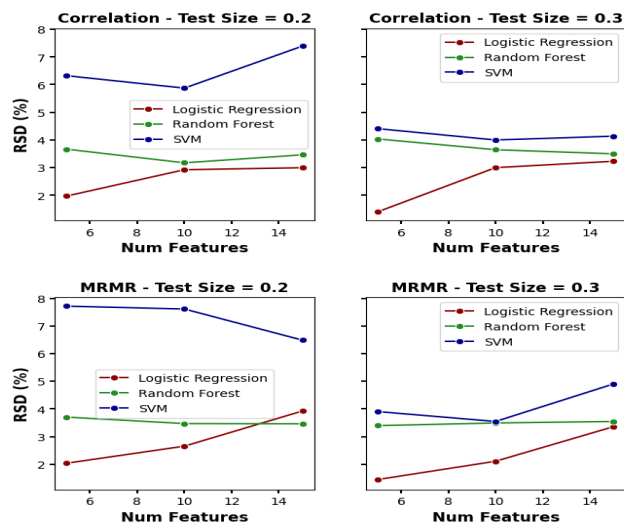 Correlation - Test Size = 0.2
RSD (%)
8
7
6
5
4
3
2
Logistic Regression
Random Forest
SVM
6 8 10 12 14
Num Features
Correlation - Test Size = 0.3
Logistic Regression
Random Forest
SVM
6 8 10 12 14
Num Features
MRMR - Test Size = 0.2
RSD (%)
8
7
6
5
4
3
2
Logistic Regression
Random Forest
SVM
6 8 10 12 14
Num Features
MRMR - Test Size = 0.3
Logistic Regression
Random Forest
SVM
6 8 10 12 14
Num Features